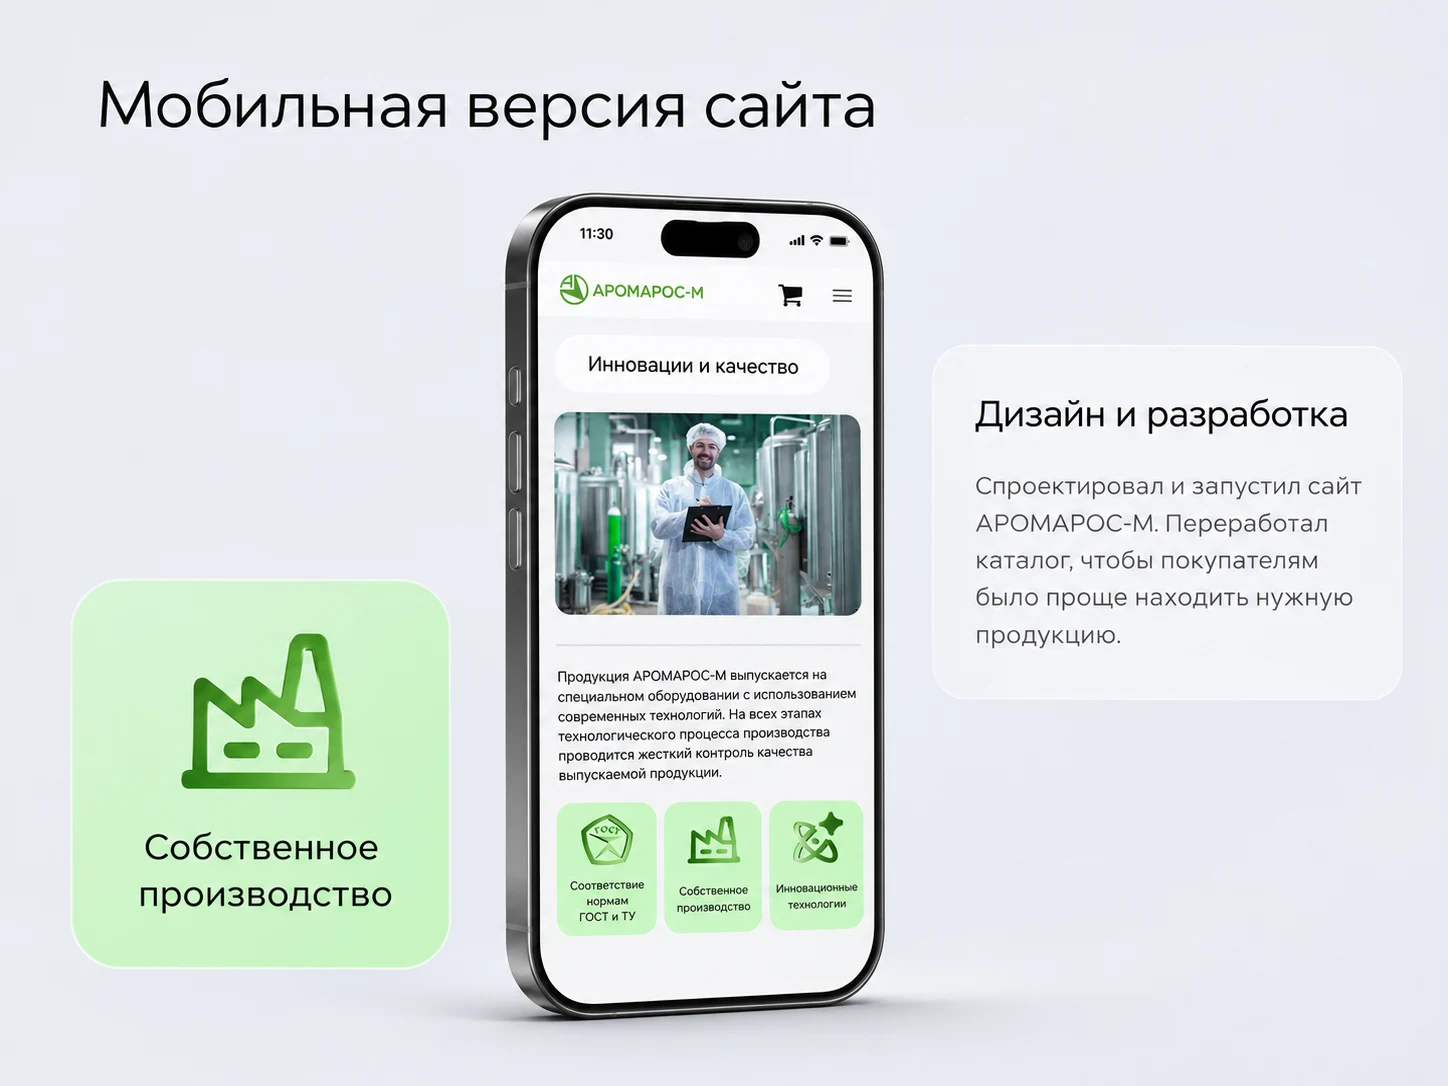 Мобильная версия сайта
11:30
АРОМАРОС-М
Инновации и качество
Продукция АРОМАРОС-М выпускается на
специальном оборудовании с использованием
современных технологий. На всех этапах
технологического процесса производства
проводится жесткий контроль качества
выпускаемой продукции.
ГОСТ
Соответствие
нормам
ГОСТ и ТУ
Собственное
производство
Инновационные
технологии
Дизайн и разработка
Спроектировал и запустил сайт
АРОМАРОС-М. Переработал
каталог, чтобы покупателям
было проще находить нужную
продукцию.
Собственное
производство